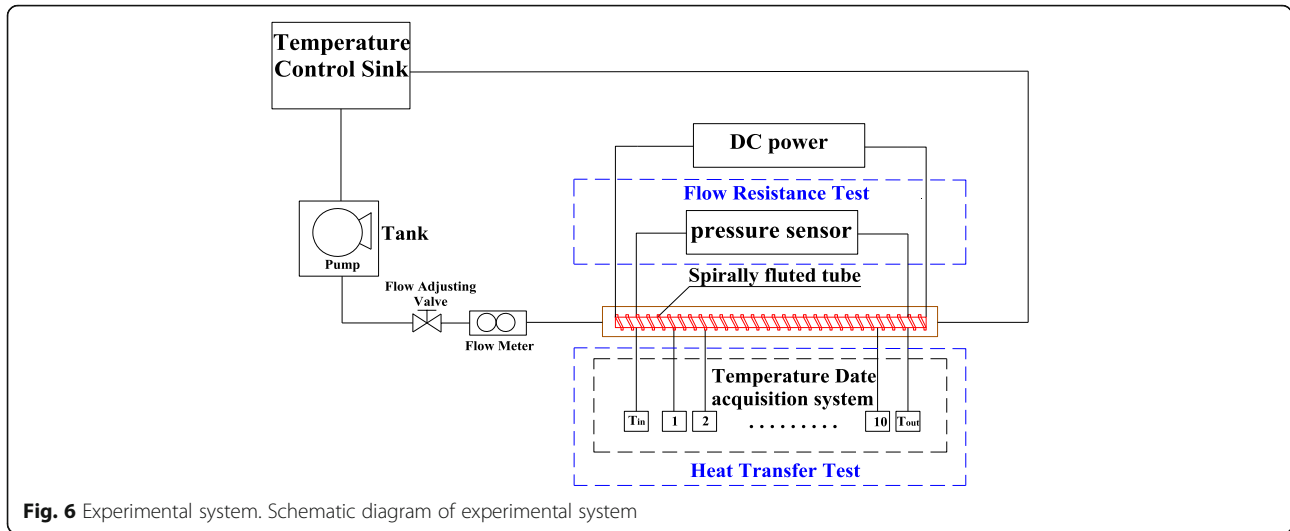 Temperature
Control Sink
DC power
Flow Resistance Test
pressure sensor
Tank
Pump
Spirally fluted tube
Flow Adjusting
Valve
Flow Meter
Temperature Date
acquisition system
Tin 1 2 ......... 10 Tout
Heat Transfer Test
Fig. 6 Experimental system. Schematic diagram of experimental system